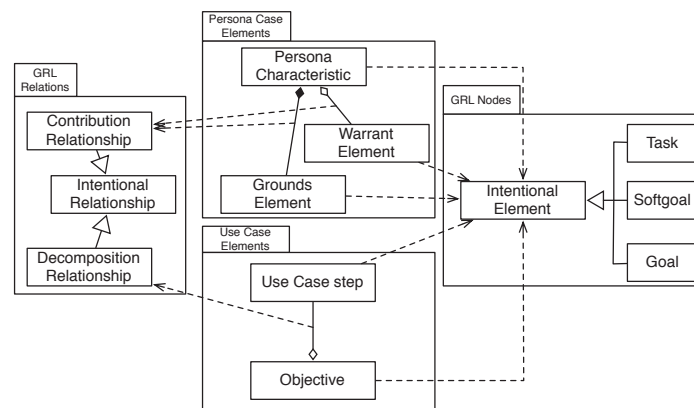 Persona Case
Elements
Persona
Characteristic
Warrant
Element
Grounds
Element
GRL
Relations
Contribution
Relationship
Intentional
Relationship
Decomposition
Relationship
GRL Nodes
Task
Intentional
Element
Softgoal
Goal
Use Case
Elements
Use Case step
Objective